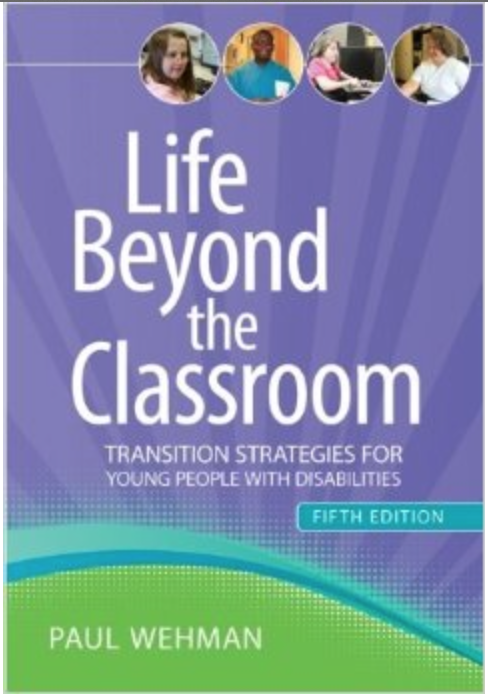 Life
Beyond
the
Classroom
TRANSITION STRATEGIES FOR
YOUNG PEOPLE WITH DISABILITIES
FIFTH EDITION
PAUL WEHMAN